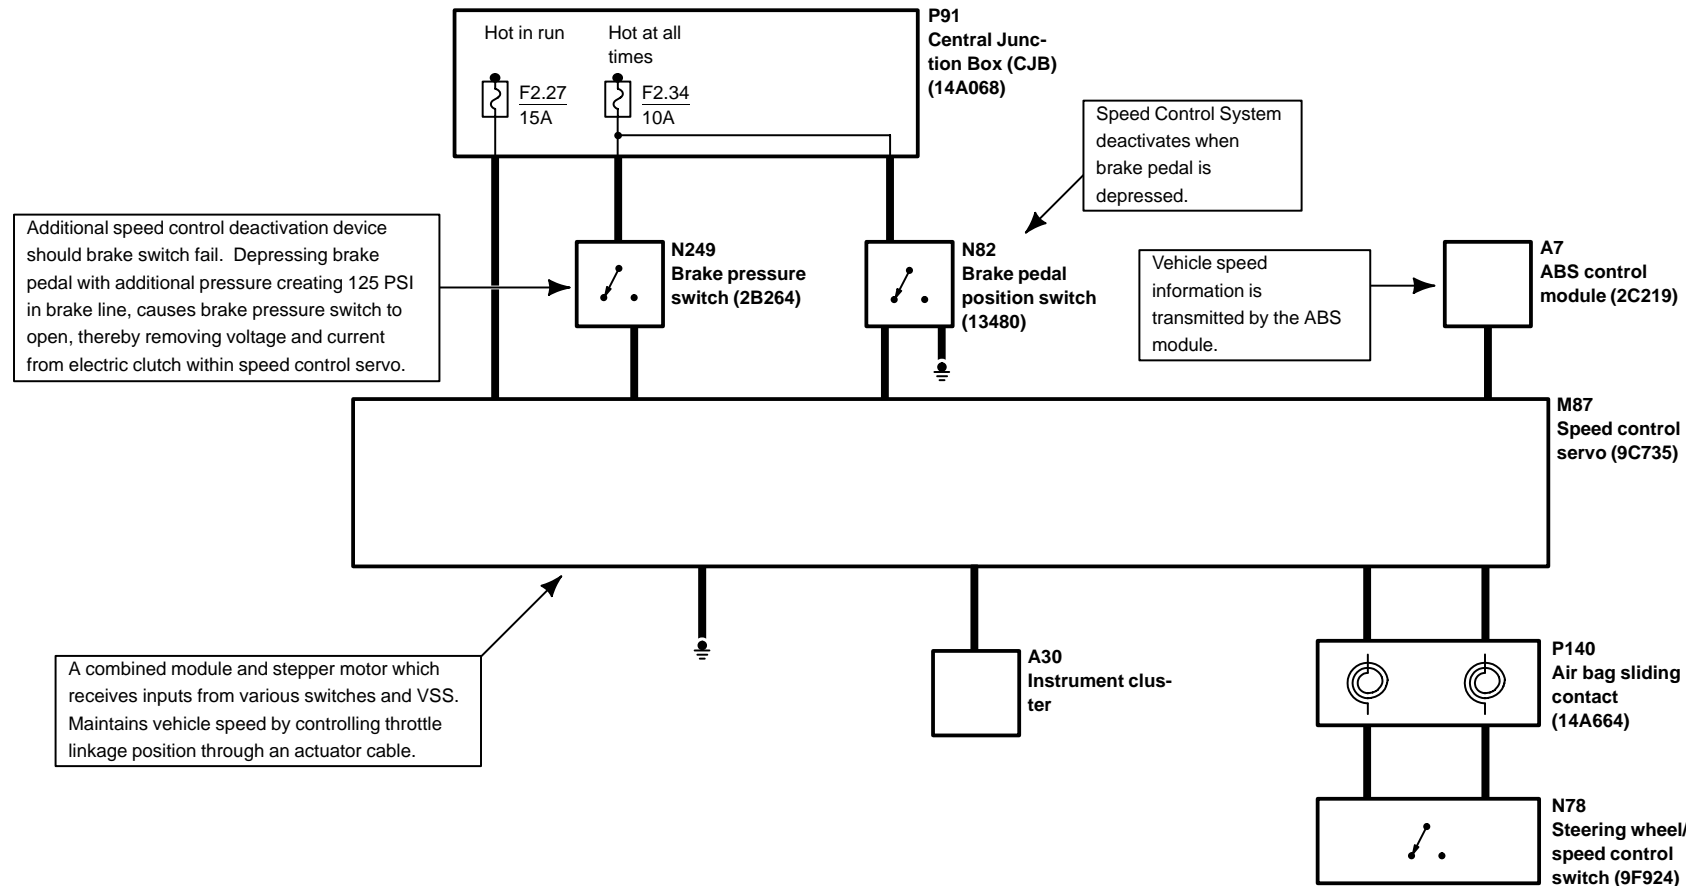 Hot in run
Hot at all
times
F2.27
15A
F2.34
10A
P91
Central Junc-
tion Box (CJB)
(14A068)
Speed Control System
deactivates when
brake pedal is
depressed.
Additional speed control deactivation device
should brake switch fail.  Depressing brake
pedal with additional pressure creating 125 PSI
in brake line, causes brake pressure switch to
open, thereby removing voltage and current
from electric clutch within speed control servo.
N249
Brake pressure
switch (2B264)
N82
Brake pedal
position switch
(13480)
Vehicle speed
information is
transmitted by the ABS
module.
A7
ABS control
module (2C219)
M87
Speed control
servo (9C735)
A combined module and stepper motor which
receives inputs from various switches and VSS.
Maintains vehicle speed by controlling throttle
linkage position through an actuator cable.
A30
Instrument clus-
ter
P140
Air bag sliding
contact
(14A664)
N78
Steering wheel/
speed control
switch (9F924)